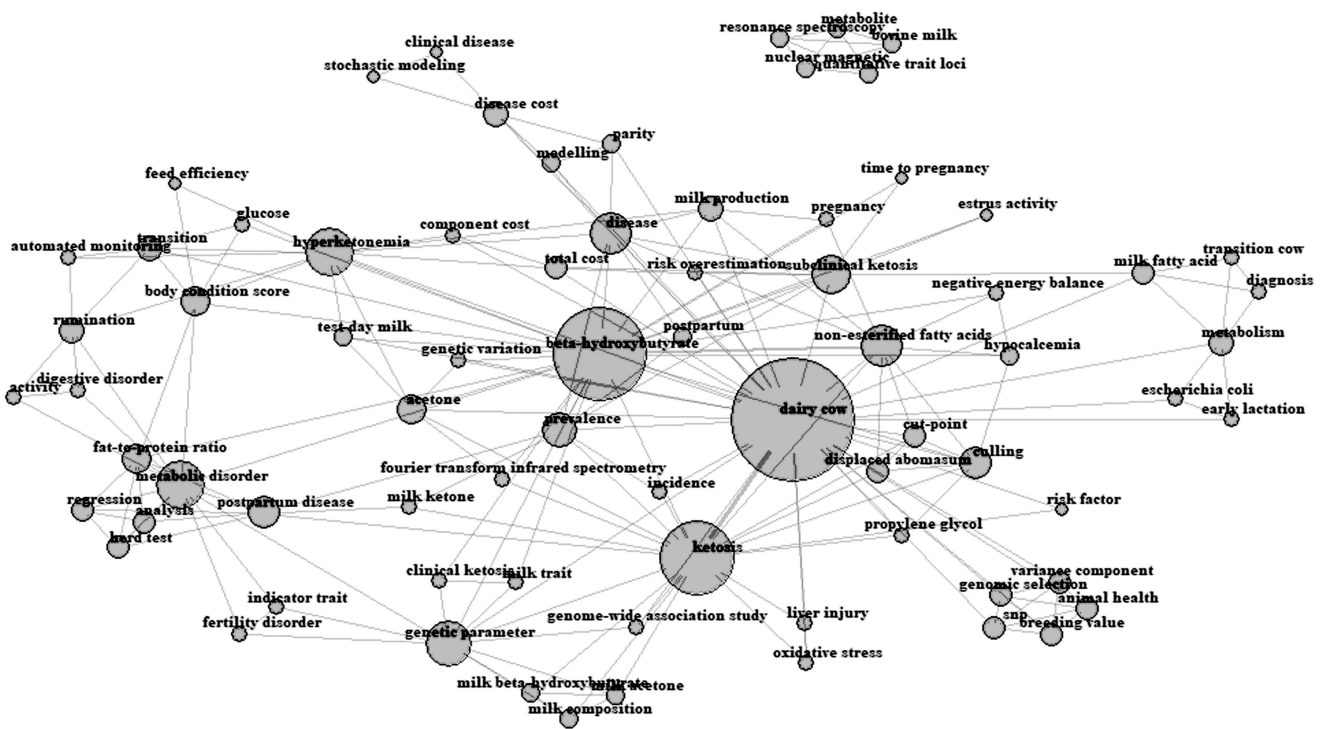 metabolite
resonance spectroscopy
bovine milk
clinical disease
nuclear magnetic
quantitative trait loci
stochastic modeling
disease cost
parity
modelling
feed efficiency
time to pregnancy
milk production
pregnancy
estrus activity
glucose
component cost
disease
transition
automated monitoring
hyperketonemia
transition cow
total cost
risk overestimation
subclinical ketosis
milk fatty acid
diagnosis
negative energy balance
body condition score
rumination
test-day milk
postpartum
non-esterified fatty acids
metabolism
beta-hydroxybutyrate
hypocalcemia
genetic variation
digestive disorder
activity
escherichia coli
acetone
dairy cow
early lactation
prevalence
cut-point
fat-to-protein ratio
culling
displaced abomasum
fourier transform infrared spectrometry
metabolic disorder
incidence
regression
postpartum disease
milk ketone
risk factor
analysis
propylene glycol
herd test
ketosis
clinical ketosis
milk trait
variance component
genomic selection
indicator trait
animal health
genome-wide association study
liver injury
snp
breeding value
fertility disorder
genetic parameter
oxidative stress
milk beta-hydroxybutyrate
milk acetone
milk composition